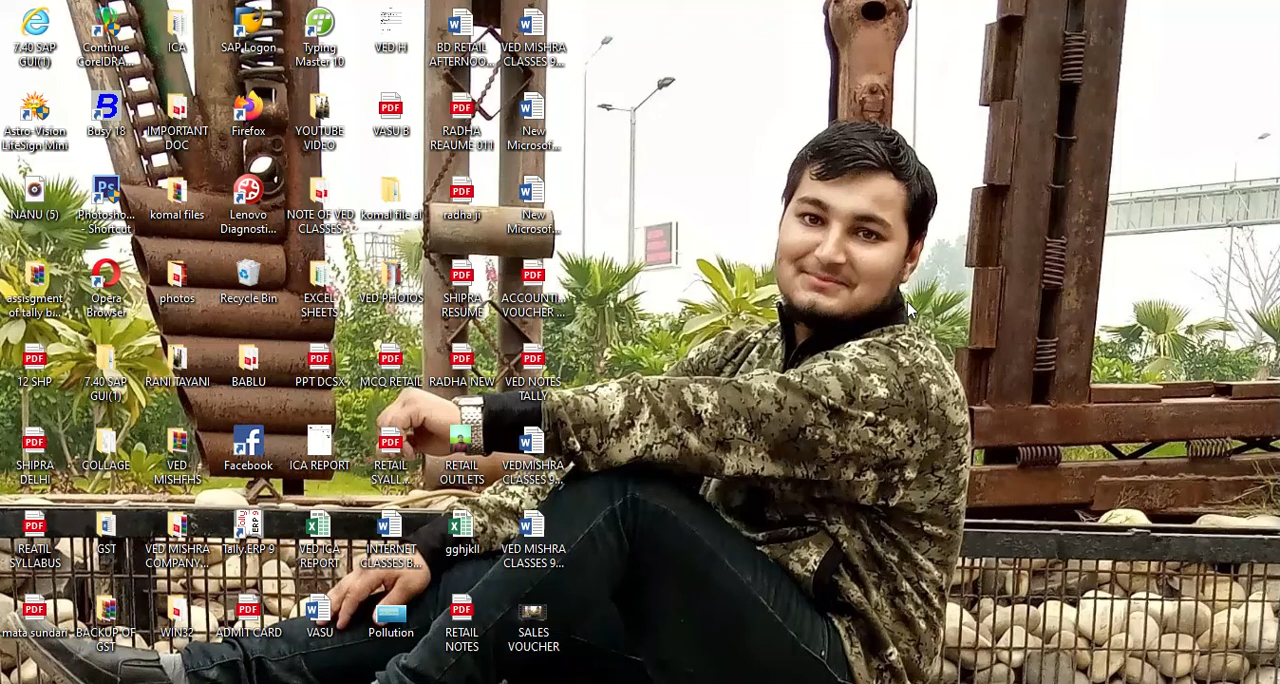 7.40 SAP
GUI(1)
Continue
CorelDRA...
ICA
SAP Logon
Typing
Master 10
VED H
BD RETAIL
AFTERNOO...
VED MISHRA
CLASSES 9...
Astro-Vision
LifeSign Mini
Busy 18
IMPORTANT
DOC
Firefox
YOUTUBE
VIDEO
VASU B
RADHA
REAUME 011
New
Microsof...
NANU (5)
Photosho...
- Shortcut
komal files
Lenovo
Diagnosti...
NOTE OF VED
CLASSES
komal file al
radha ji
New
Microsof...
assisgment
of tally b...
Opera
Browser
photos
Recycle Bin
EXCEL
SHEETS
VED PHOTOS
SHIPRA
RESUME
ACCOUNTI...
VOUCHER ...
12 SHP
7.40 SAP
GUI(1)
RANI TAYANI
BABLU
PPT DCSX
MCQ RETAIL
RADHA NEW
VED NOTES
TALLY
SHIPRA
DELHI
COLLAGE
VED
MISHFHS
Facebook
ICA REPORT
RETAIL
SYALL...
RETAIL
OUTLETS
VEDMISHRA
CLASSES 9...
REATIL
SYLLABUS
GST
VED MISHRA
COMPANY...
Tally.ERP 9
VED ICA
REPORT
INTERNET
CLASSES B...
gghjkll
VED MISHRA
CLASSES 9...
mata sundari
BACKUP OF
GST
WIN32
ADMIT CARD
VASU
Pollution
RETAIL
NOTES
SALES
VOUCHER